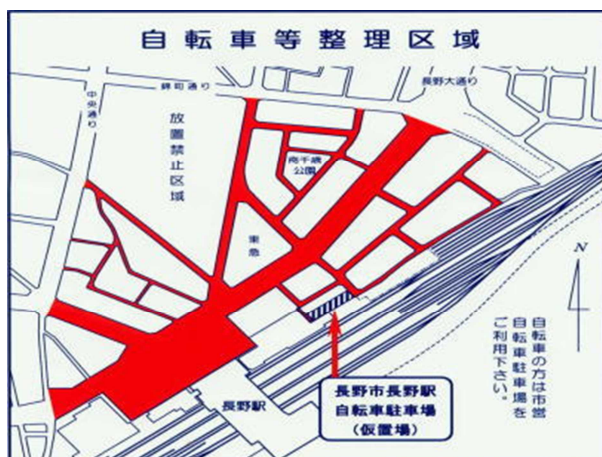 自転車等整理区域
錦町通り
長野大通り
中央通り
放置禁止区域
南千歳
公園
東急
N
自転車の方は市営
自転車駐車場を
ご利用下さい。
長野市長野駅
自転車駐車場
(仮置場)
長野駅